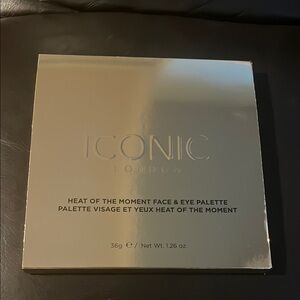 ICONIC
LONDON
HEAT OF THE MOMENT FACE & EYE PALETTE
PALETTE VISAGE ET YEUX HEAT OF THE MOMENT
36g ℮ / Net Wt. 1.26 oz